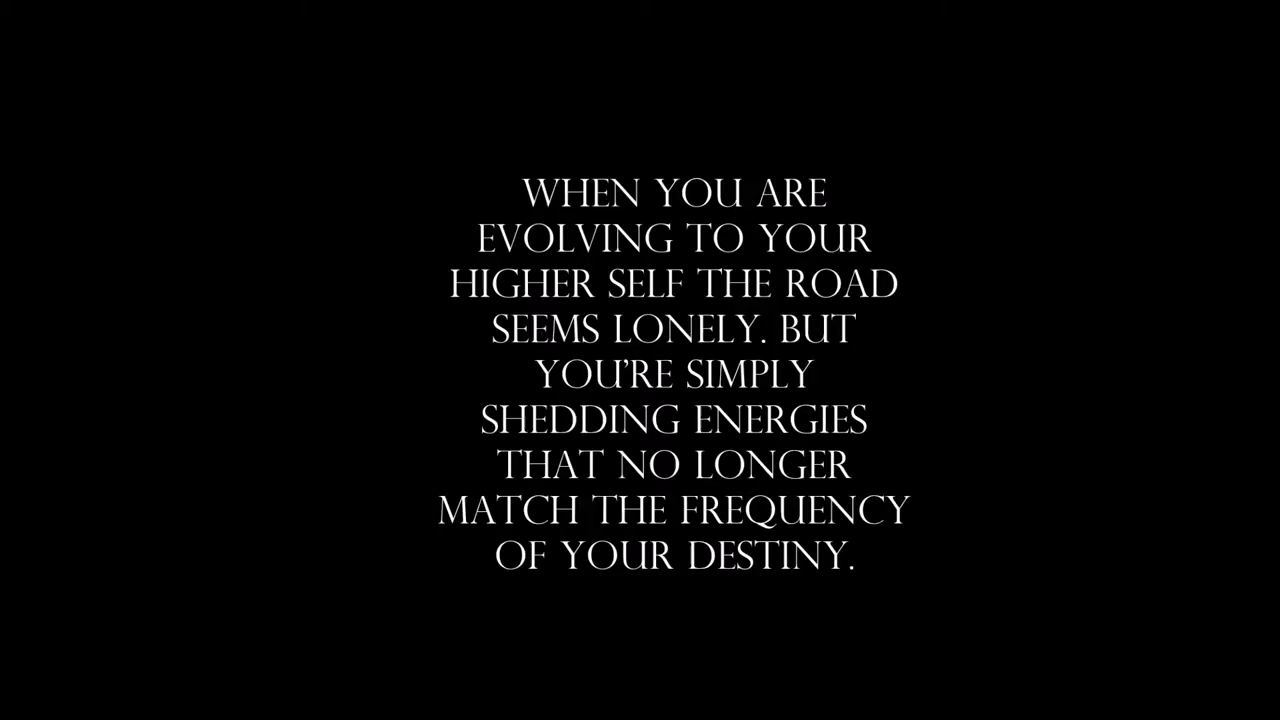 WHEN YOU ARE
EVOLVING TO YOUR
HIGHER SELF THE ROAD
SEEMS LONELY. BUT
YOU'RE SIMPLY
SHEDDING ENERGIES
THAT NO LONGER
MATCH THE FREQUENCY
OF YOUR DESTINY.